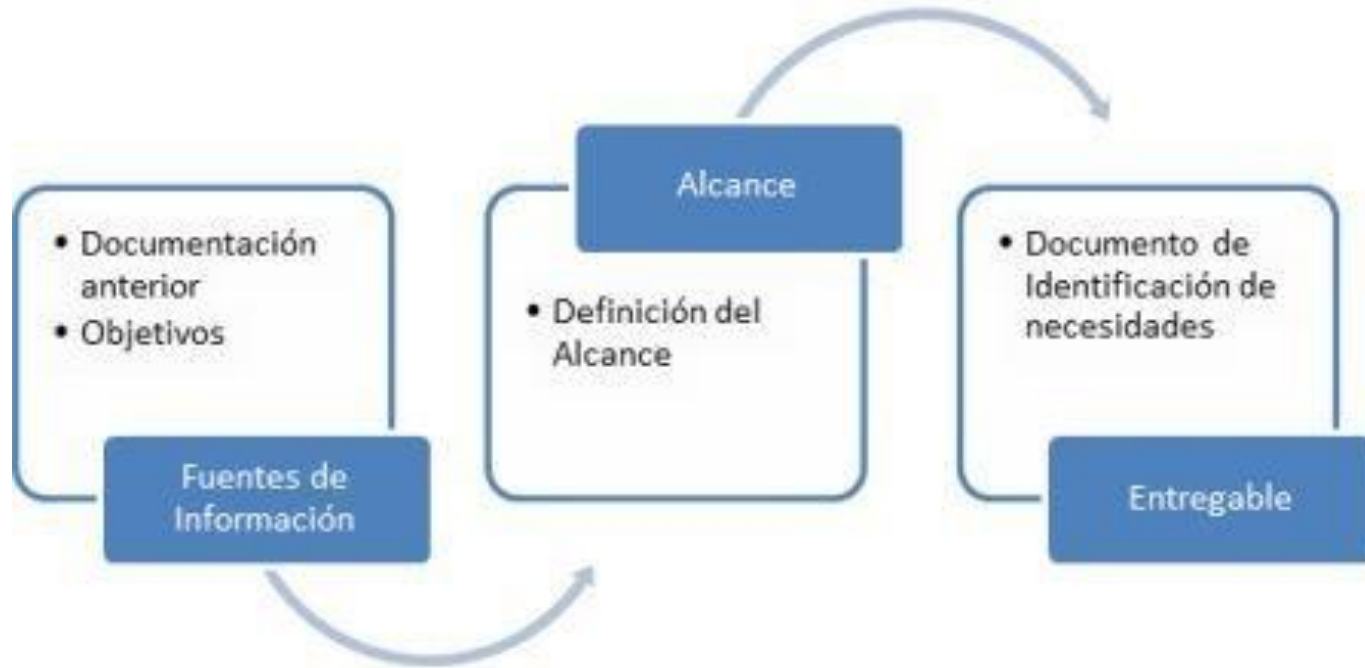 • Documentación
anterior
• Objetivos
Fuentes de
Información
Alcance
• Definición del
Alcance
• Documento de
Identificación de
necesidades
Entregable